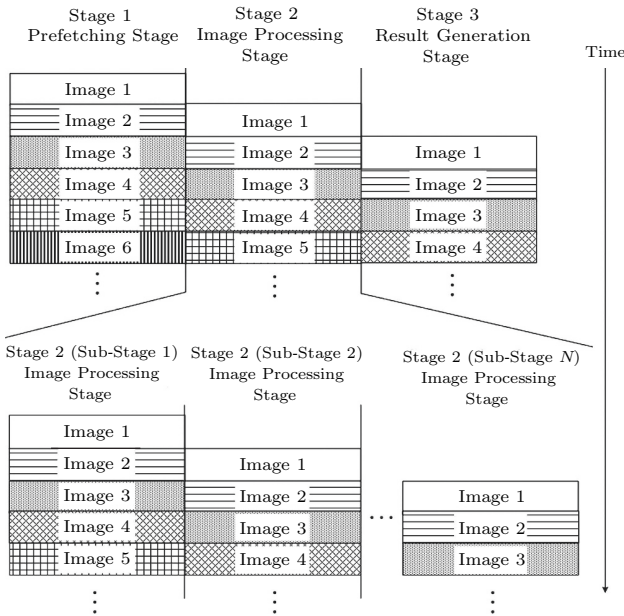 Stage 1
Prefetching Stage
Stage 2
Image Processing
Stage
Stage 3
Result Generation
Stage
Time
Image 1
Image 2
Image 3
Image 4
Image 5
Image 6
⋮
Image 1
Image 2
Image 3
Image 4
Image 5
⋮
Image 1
Image 2
Image 3
Image 4
⋮
Stage 2 (Sub-Stage 1)
Image Processing
Stage
Stage 2 (Sub-Stage 2)
Image Processing
Stage
Stage 2 (Sub-Stage N)
Image Processing
Stage
Image 1
Image 2
Image 3
Image 4
Image 5
⋮
Image 1
Image 2
Image 3
Image 4
⋮
...
Image 1
Image 2
Image 3
⋮